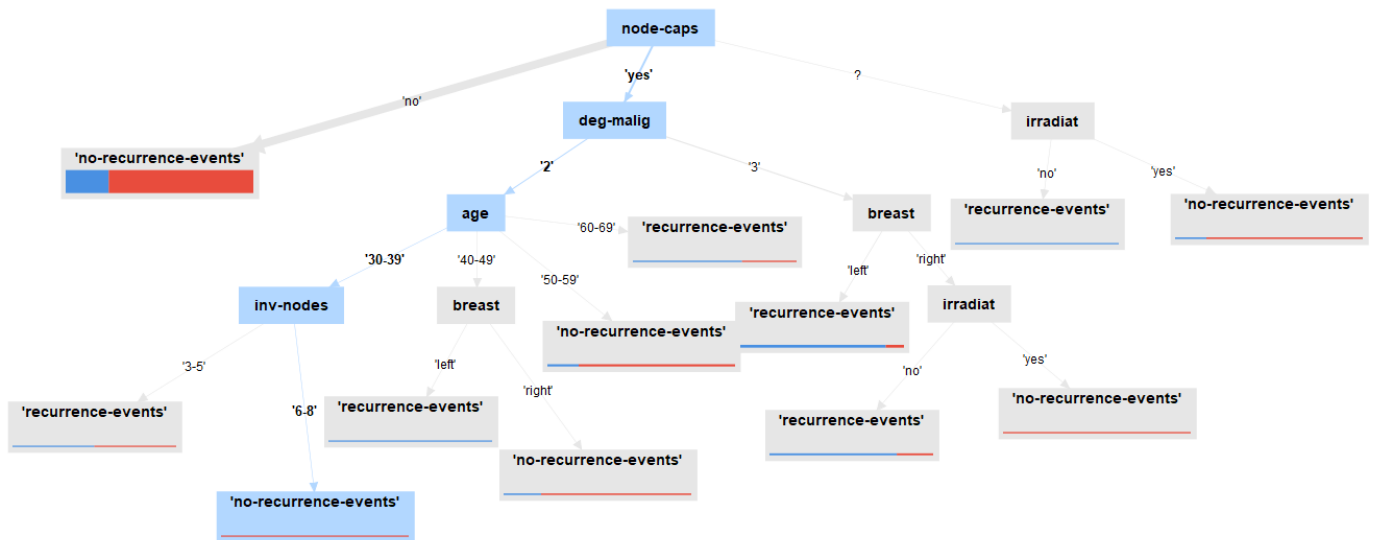 node-caps
'no'
'yes'
?
deg-malig
irradiat
'no-recurrence-events'
'2'
'3'
'no'
'yes'
age
breast
'recurrence-events'
'no-recurrence-events'
'60-69'
'recurrence-events'
'30-39'
'40-49'
'50-59'
'left'
'right'
inv-nodes
breast
'no-recurrence-events'
'recurrence-events'
irradiat
'3-5'
'6-8'
'left'
'right'
'no'
'yes'
'recurrence-events'
'recurrence-events'
'no-recurrence-events'
'recurrence-events'
'no-recurrence-events'
'no-recurrence-events'